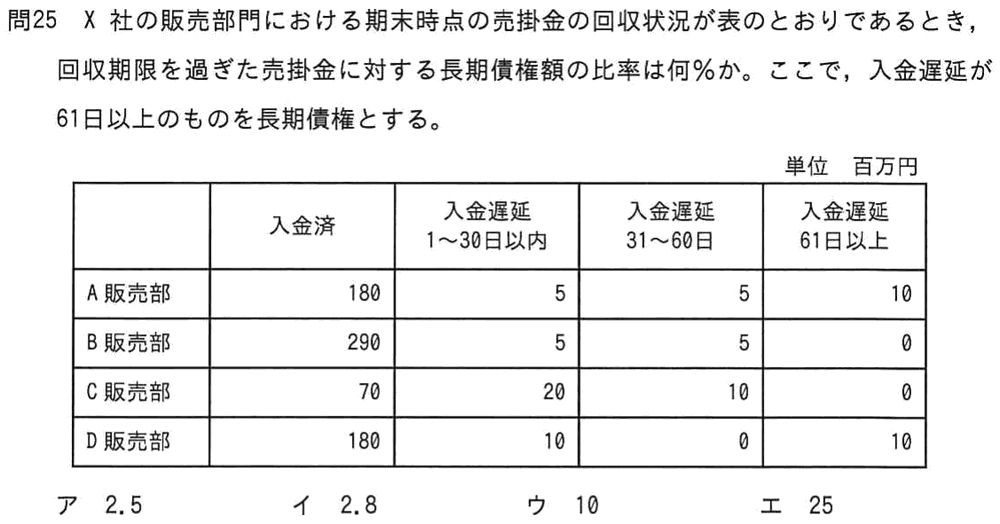 問25 X 社の販売部門における期末時点の売掛金の回収状況が表のとおりであるとき，
回収期限を過ぎた売掛金に対する長期債権額の比率は何％か。ここで，入金遅延が
61日以上のものを長期債権とする。
単位 百万円
入金済 入金遅延 1～30日以内 入金遅延 31～60日 入金遅延 61日以上
A 販売部 180 5 5 10
B 販売部 290 5 5 0
C 販売部 70 20 10 0
D 販売部 180 10 0 10
ア 2.5 イ 2.8 ウ 10 エ 25